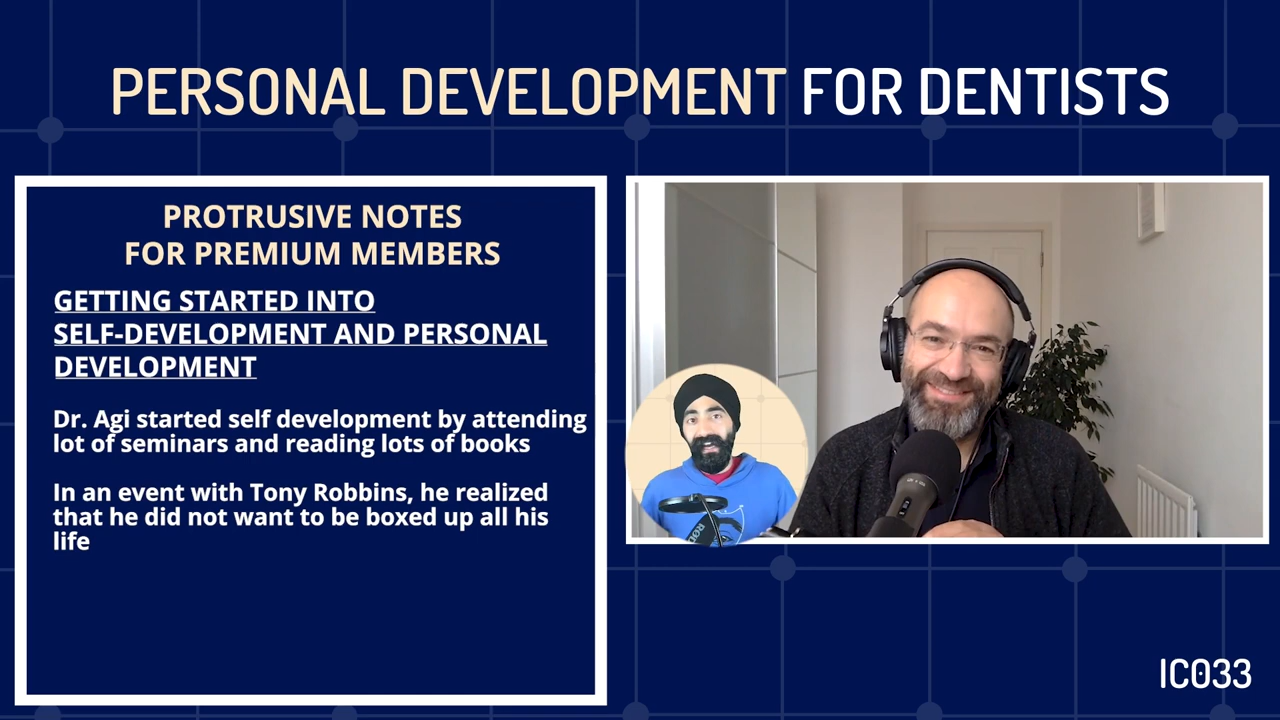 PERSONAL DEVELOPMENT FOR DENTISTS
PROTRUSIVE NOTES
FOR PREMIUM MEMBERS
GETTING STARTED INTO
SELF-DEVELOPMENT AND PERSONAL
DEVELOPMENT
Dr. Agi started self development by attending
lot of seminars and reading lots of books
In an event with Tony Robbins, he realized
that he did not want to be boxed up all his
life
IC033